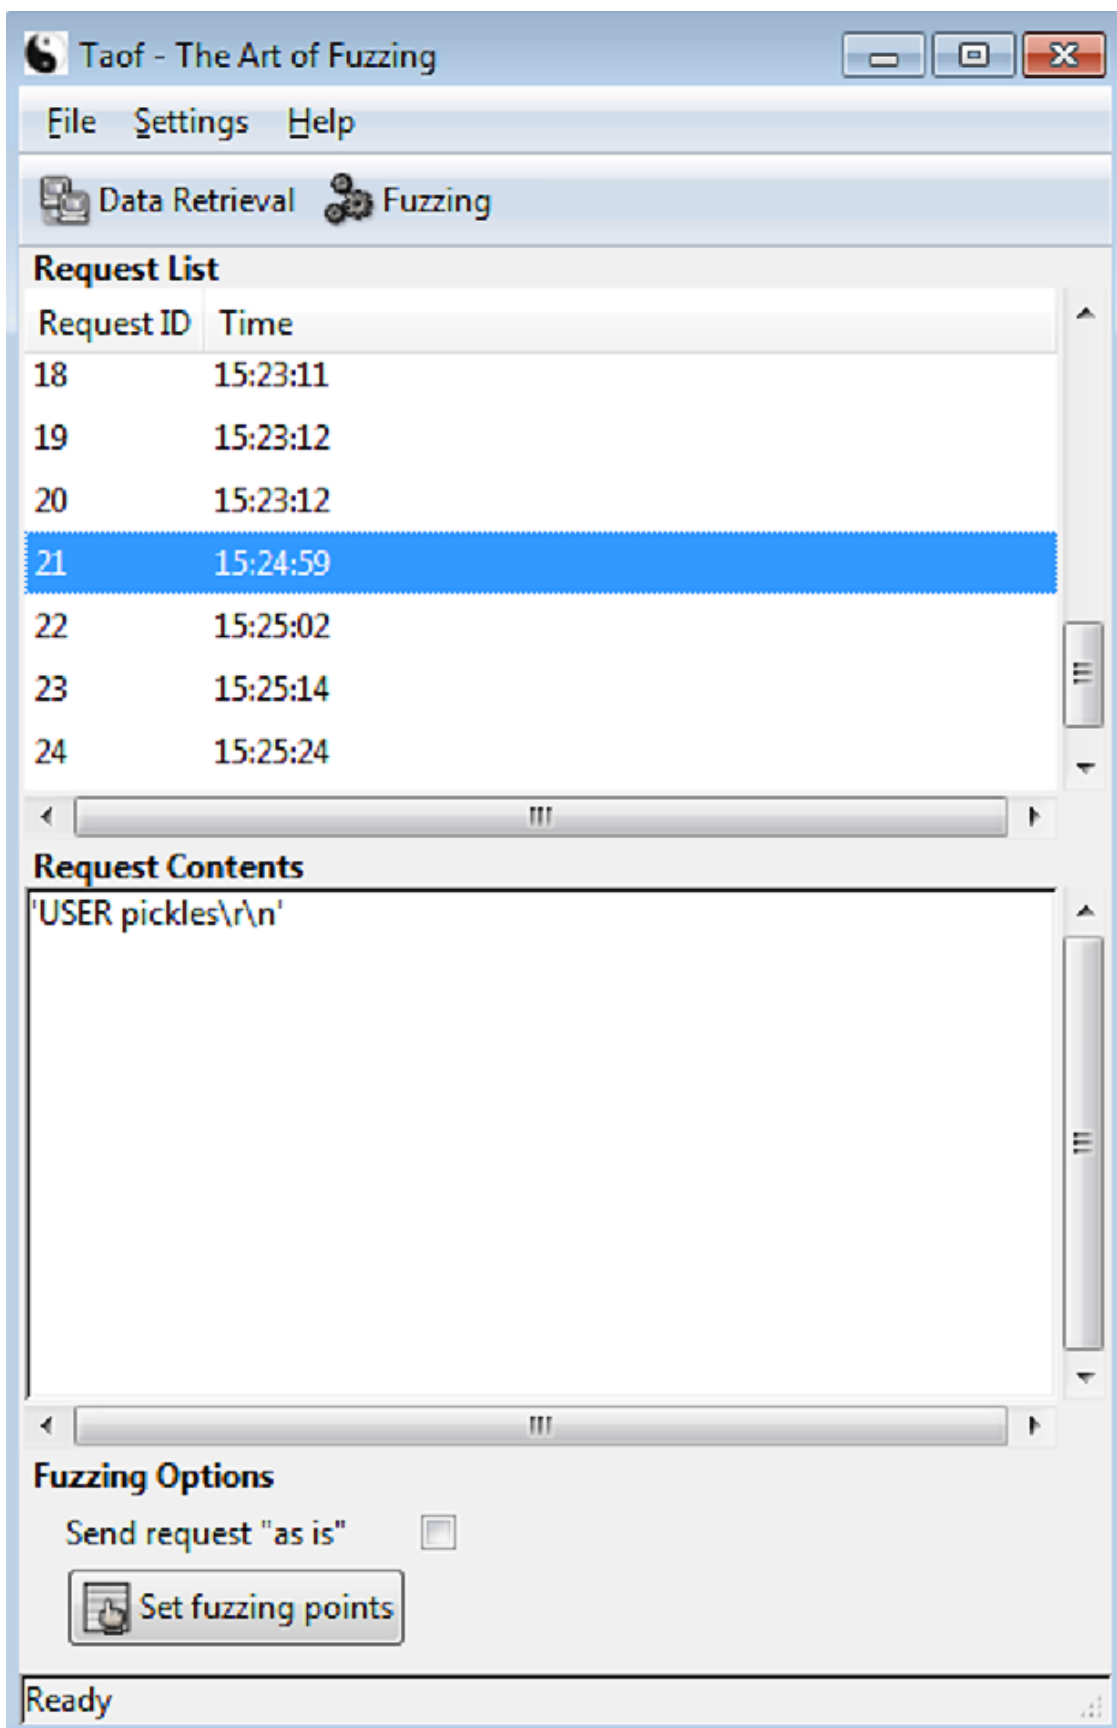 Taof - The Art of Fuzzing
File Settings Help
Data Retrieval Fuzzing
Request List
Request ID Time
18 15:23:11
19 15:23:12
20 15:23:12
21 15:24:59
22 15:25:02
23 15:25:14
24 15:25:24
Request Contents
'USER pickles\r\n'
Fuzzing Options
Send request "as is"
Set fuzzing points
Ready